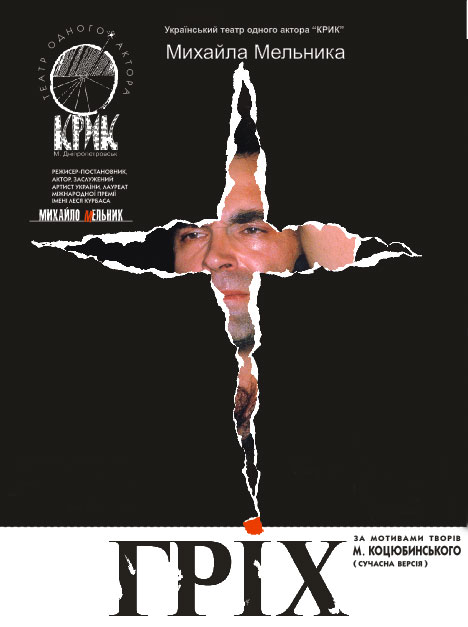 Український театр одного актора “КРИК”
Михайла Мельника
ТЕАТР ОДНОГО АКТОРА
КРИК
М. Дніпропетровськ
РЕЖИСЕР-ПОСТАНОВНИК,
АКТОР, ЗАСЛУЖЕНИЙ
АРТИСТ УКРАЇНИ, ЛАУРЕАТ
МІЖНАРОДНОЇ ПРЕМІЇ
ІМЕНІ ЛЕСЯ КУРБАСА
МИХАЙЛО МЕЛЬНИК
ГРІХ
ЗА МОТИВАМИ ТВОРІВ
М. КОЦЮБИНСЬКОГО
( СУЧАСНА ВЕРСІЯ )